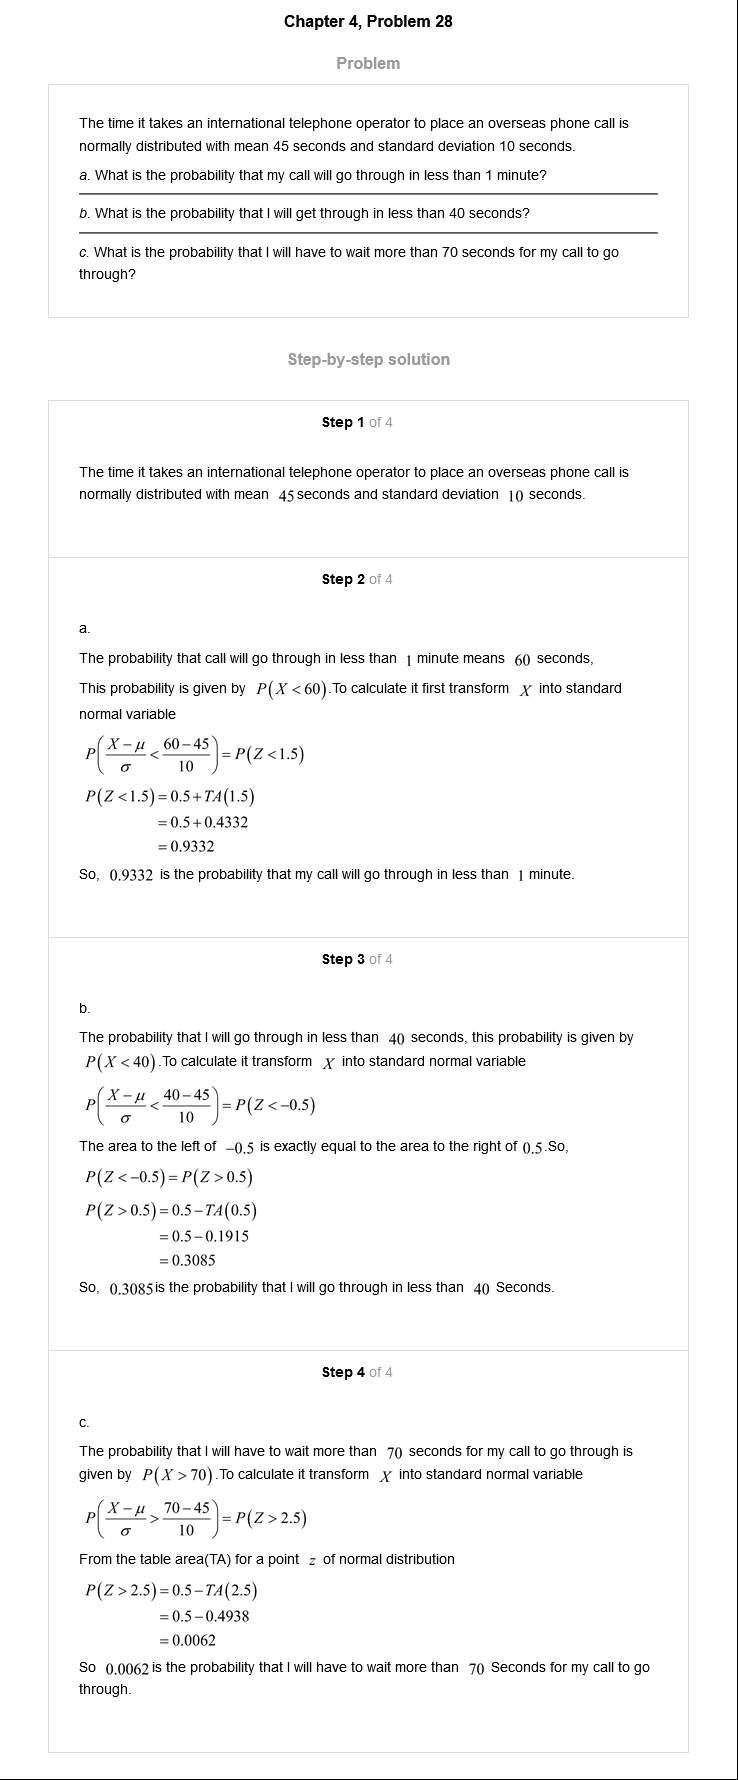 Chapter 4, Problem 28
Problem
The time it takes an international telephone operator to place an overseas phone call is
normally distributed with mean 45 seconds and standard deviation 10 seconds.
a. What is the probability that my call will go through in less than 1 minute?
b. What is the probability that I will get through in less than 40 seconds?
c. What is the probability that I will have to wait more than 70 seconds for my call to go
through?
Step-by-step solution
Step 1 of 4
The time it takes an international telephone operator to place an overseas phone call is
normally distributed with mean 45 seconds and standard deviation 10 seconds.
Step 2 of 4
a.
The probability that call will go through in less than 1 minute means 60 seconds,
This probability is given by P(X < 60).To calculate it first transform X into standard
normal variable
P((X − μ)/σ < (60 − 45)/10) = P(Z < 1.5)
P(Z < 1.5) = 0.5 + TA(1.5)
= 0.5 + 0.4332
= 0.9332
So, 0.9332 is the probability that my call will go through in less than 1 minute.
Step 3 of 4
b.
The probability that I will go through in less than 40 seconds, this probability is given by
P(X < 40).To calculate it transform X into standard normal variable
P((X − μ)/σ < (40 − 45)/10) = P(Z < −0.5)
The area to the left of −0.5 is exactly equal to the area to the right of 0.5.So,
P(Z < −0.5) = P(Z > 0.5)
P(Z > 0.5) = 0.5 − TA(0.5)
= 0.5 − 0.1915
= 0.3085
So, 0.3085 is the probability that I will go through in less than 40 Seconds.
Step 4 of 4
c.
The probability that I will have to wait more than 70 seconds for my call to go through is
given by P(X > 70).To calculate it transform X into standard normal variable
P((X − μ)/σ > (70 − 45)/10) = P(Z > 2.5)
From the table area(TA) for a point z of normal distribution
P(Z > 2.5) = 0.5 − TA(2.5)
= 0.5 − 0.4938
= 0.0062
So 0.0062 is the probability that I will have to wait more than 70 Seconds for my call to go
through.